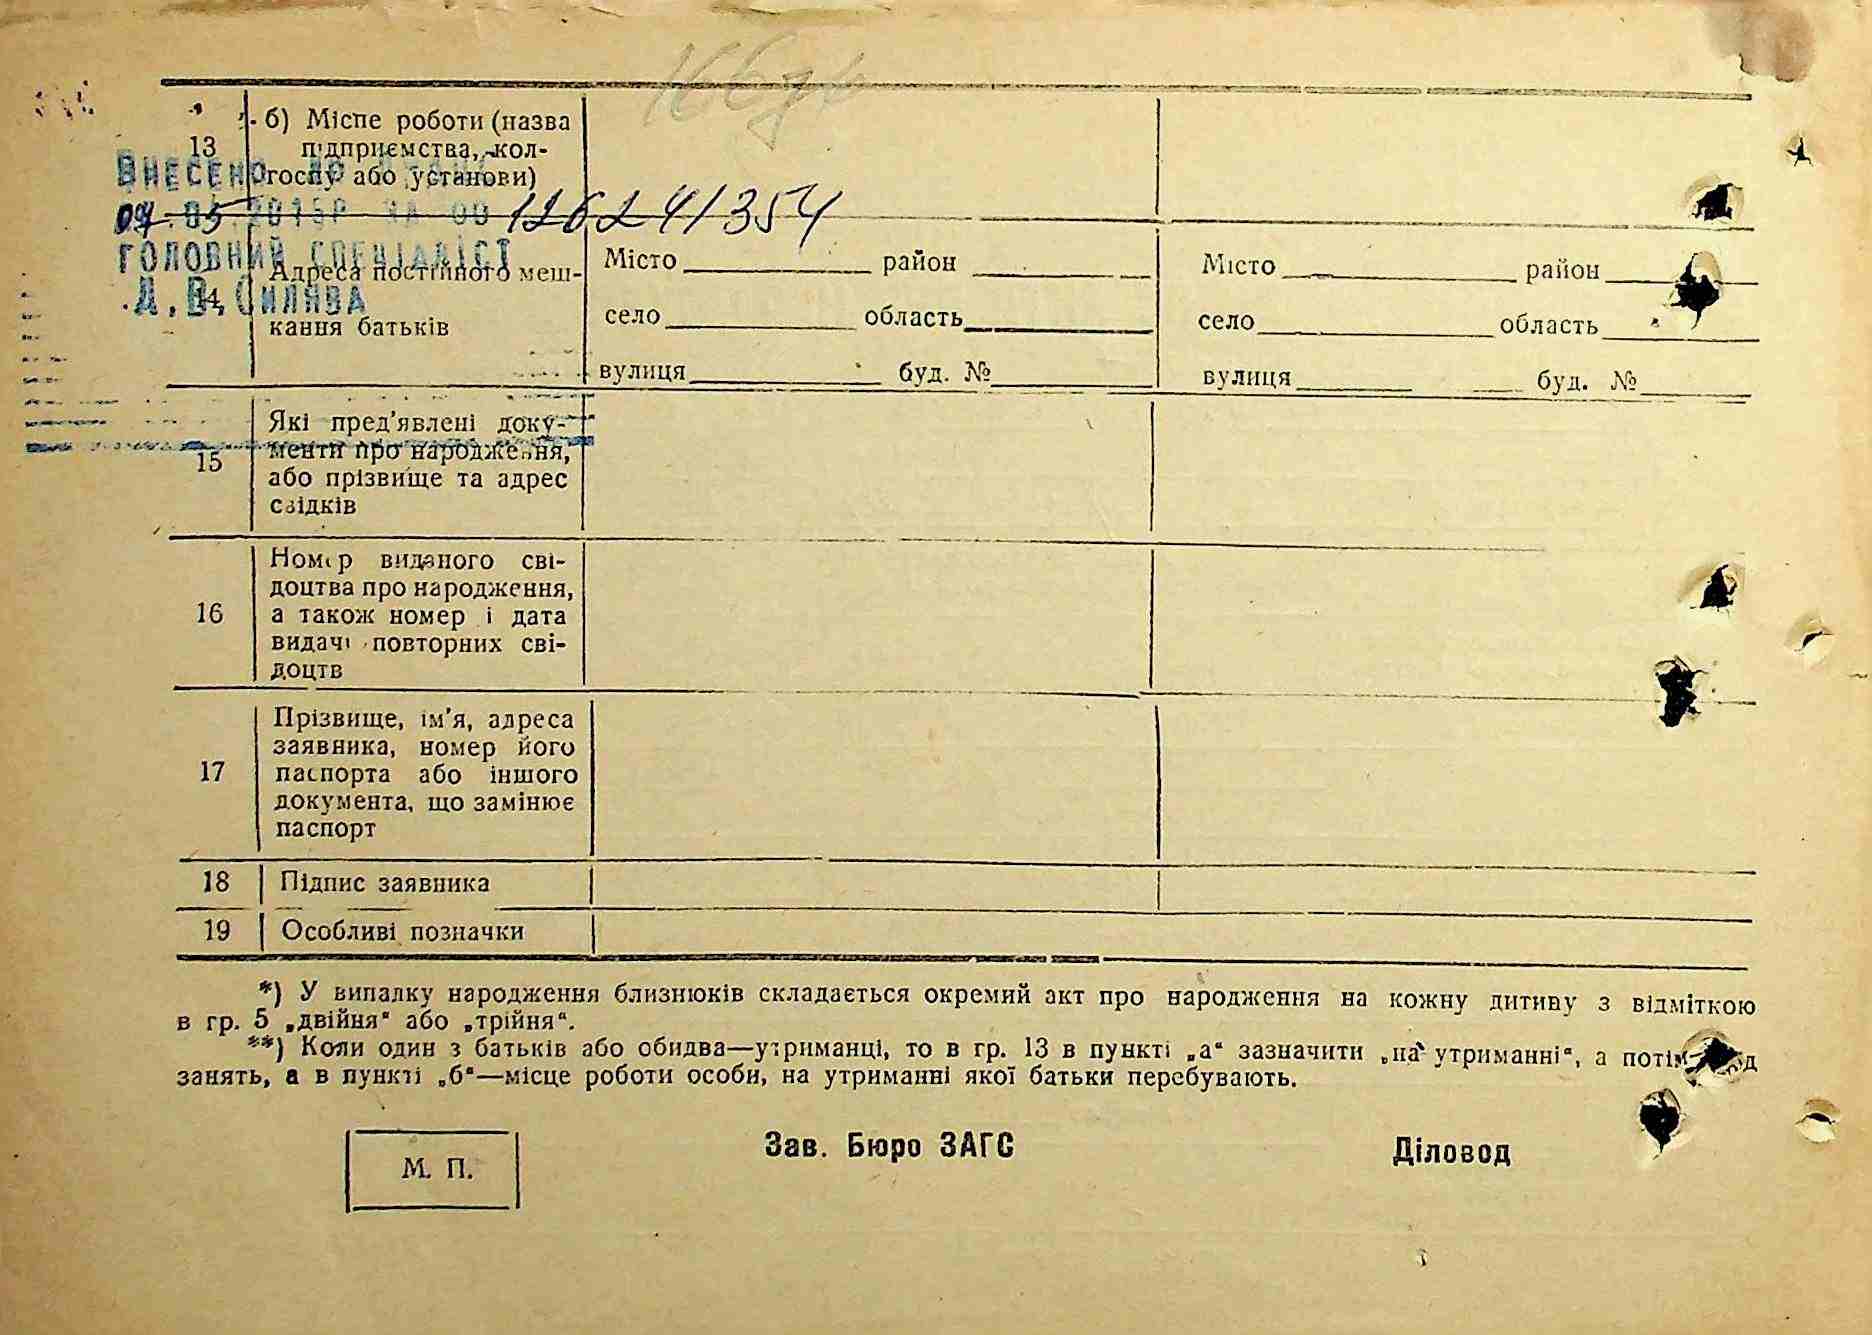 б) Місце роботи (назва
13 підприємства, кол-
госпу або установи)
ВНЕСЕНО
07.05.2015Р ЗА 00 126241354
ГОЛОВНИЙ СПЕЦІАЛІСТ
14 Адреса постійного меш-
кання батьків
Місто район
село область
вулиця буд. №
Місто район
село область
вулиця буд. №
Які пред'явлені доку-
15 менти про народження,
або прізвище та адрес
свідків
Номер виданого сві-
доцтва про народження,
16 а також номер і дата
видачі повторних сві-
доцтв
Прізвище, ім'я, адреса
заявника, номер його
17 паспорта або іншого
документа, що замінює
паспорт
18 Підпис заявника
19 Особливі позначки
*) У випадку народження близнюків складається окремий акт про народження на кожну дитину з відміткою
в гр. 5 „двійня“ або „трійня“.
**) Коли один з батьків або обидва—утриманці, то в гр. 13 в пункті „а“ зазначити „на утриманні“, а потім
занять, а в пункті „б“—місце роботи особи, на утриманні якої батьки перебувають.
М. П.
Зав. Бюро ЗАГС
Діловод